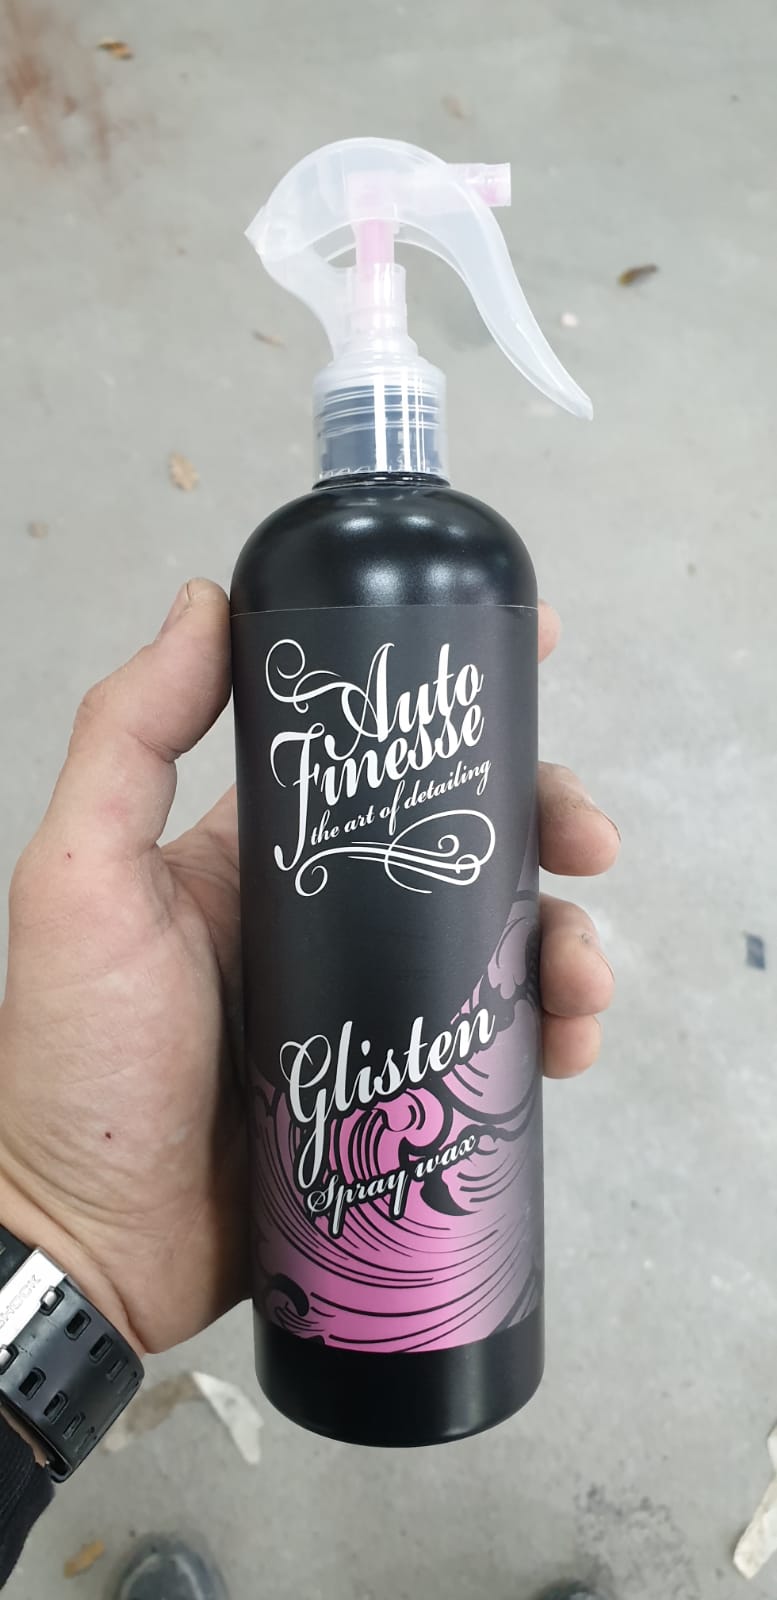 Auto
Finesse
the art of detailing
Glisten
Spray wax